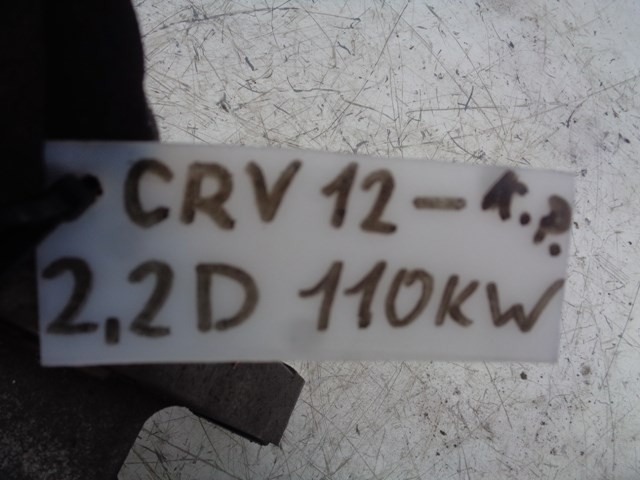 CRV 12- K.P.
2,2D 110KW